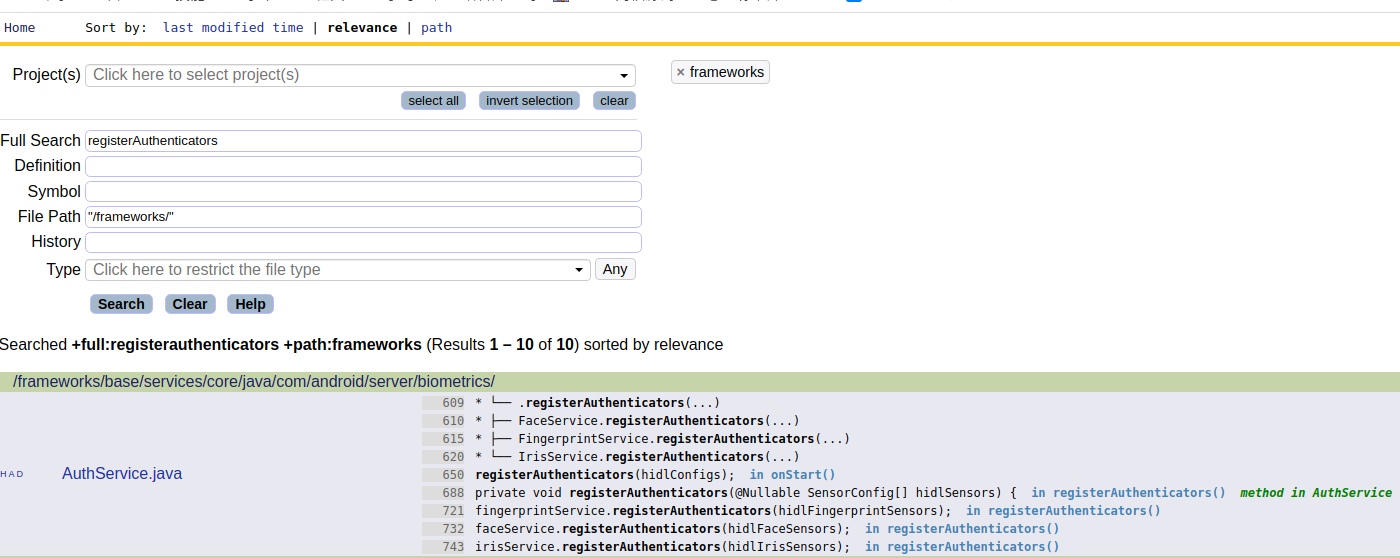 Home Sort by: last modified time | relevance | path
Project(s) Click here to select project(s) × frameworks
select all invert selection clear
Full Search registerAuthenticators
Definition
Symbol
File Path "/frameworks/"
History
Type Click here to restrict the file type Any
Search Clear Help
Searched +full:registerauthenticators +path:frameworks (Results 1 – 10 of 10) sorted by relevance
/frameworks/base/services/core/java/com/android/server/biometrics/
H A D AuthService.java
609 * └── .registerAuthenticators(...)
610 * ├── FaceService.registerAuthenticators(...)
615 * ├── FingerprintService.registerAuthenticators(...)
620 * └── IrisService.registerAuthenticators(...)
650 registerAuthenticators(hidlConfigs); in onStart()
688 private void registerAuthenticators(@Nullable SensorConfig[] hidlSensors) { in registerAuthenticators() method in AuthService
721 fingerprintService.registerAuthenticators(hidlFingerprintSensors); in registerAuthenticators()
732 faceService.registerAuthenticators(hidlFaceSensors); in registerAuthenticators()
743 irisService.registerAuthenticators(hidlIrisSensors); in registerAuthenticators()